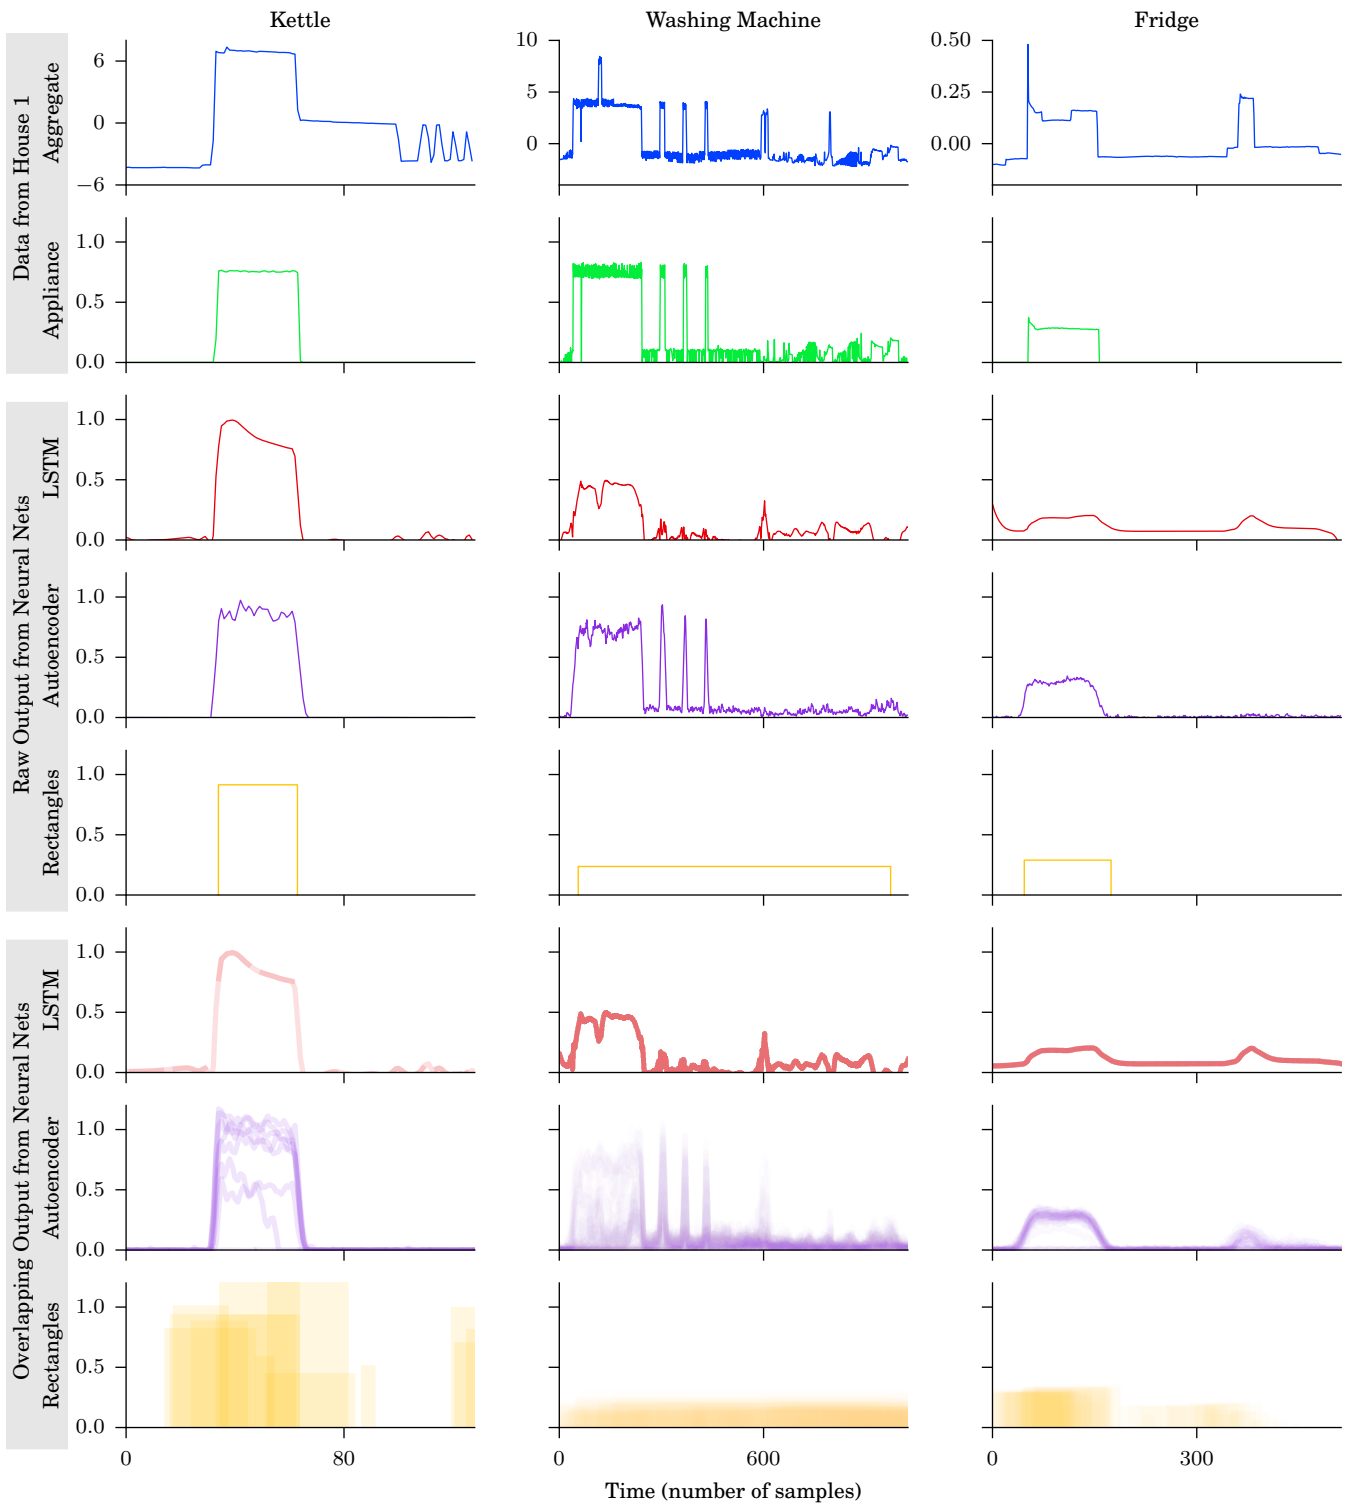 Kettle
Washing Machine
Fridge
Data from House 1
Aggregate
6
0
−6
10
5
0
0.50
0.25
0.00
Appliance
1.0
0.5
0.0
Raw Output from Neural Nets
LSTM
1.0
0.5
0.0
Autoencoder
1.0
0.5
0.0
Rectangles
1.0
0.5
0.0
Overlapping Output from Neural Nets
LSTM
1.0
0.5
0.0
Autoencoder
1.0
0.5
0.0
Rectangles
1.0
0.5
0.0
0 80
0 600
0 300
Time (number of samples)